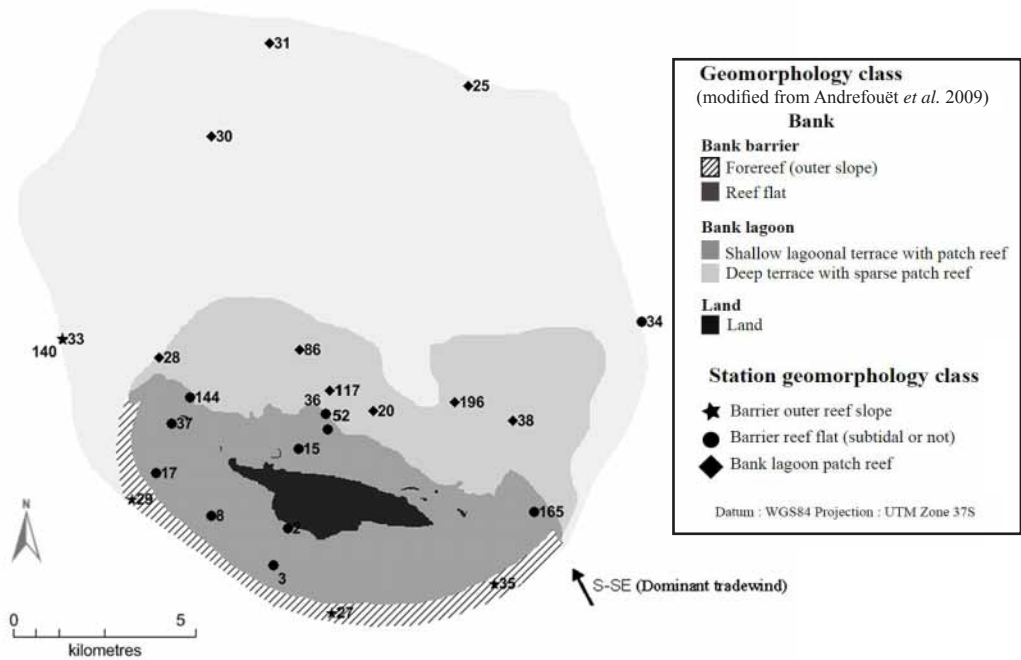 31
25
30
34
33
140
28
86
144
117
36
52
20
196
38
37
15
17
29
8
2
165
3
35
27
N
S-SE (Dominant tradewind)
0 5
kilometres
Geomorphology class
(modified from Andrefouët et al. 2009)
Bank
Bank barrier
Forereef (outer slope)
Reef flat
Bank lagoon
Shallow lagoonal terrace with patch reef
Deep terrace with sparse patch reef
Land
Land
Station geomorphology class
Barrier outer reef slope
Barrier reef flat (subtidal or not)
Bank lagoon patch reef
Datum : WGS84 Projection : UTM Zone 37S